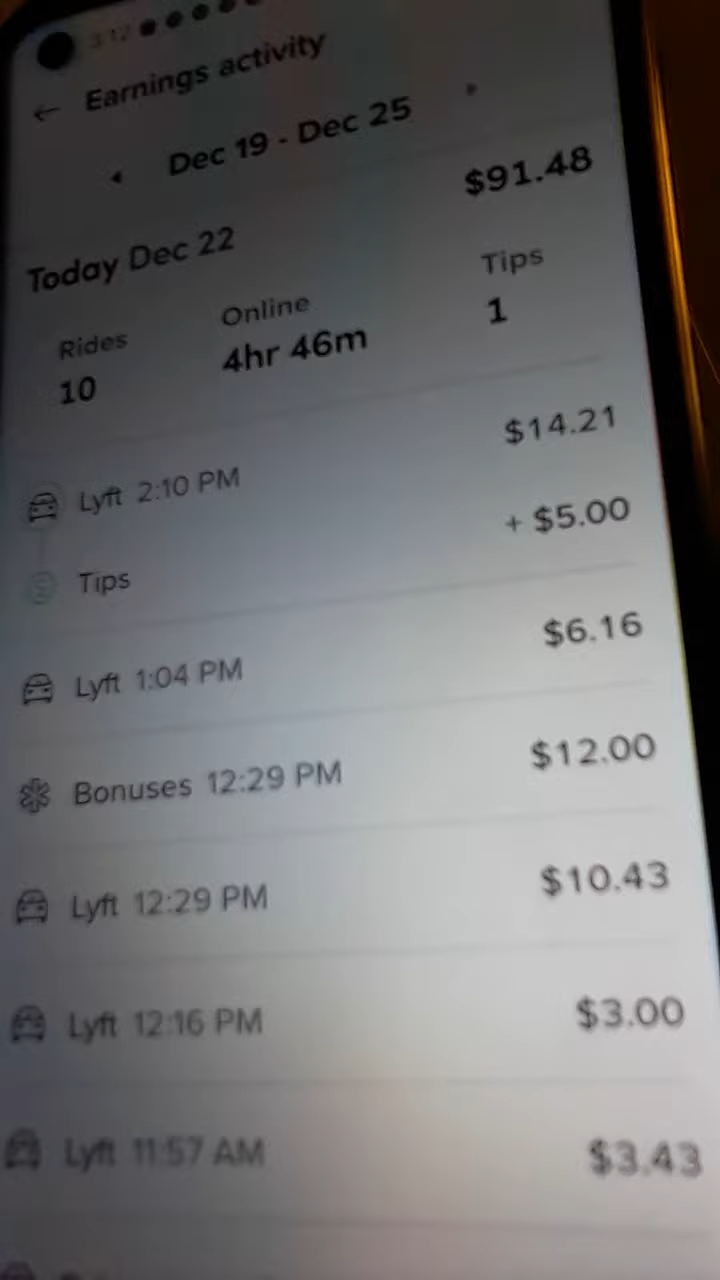 3:12
← Earnings activity
Dec 19 - Dec 25
Today Dec 22 $91.48
Rides Online Tips
10 4hr 46m 1
Lyft 2:10 PM $14.21
Tips + $5.00
Lyft 1:04 PM $6.16
Bonuses 12:29 PM $12.00
Lyft 12:29 PM $10.43
Lyft 12:16 PM $3.00
Lyft 11:57 AM $3.43